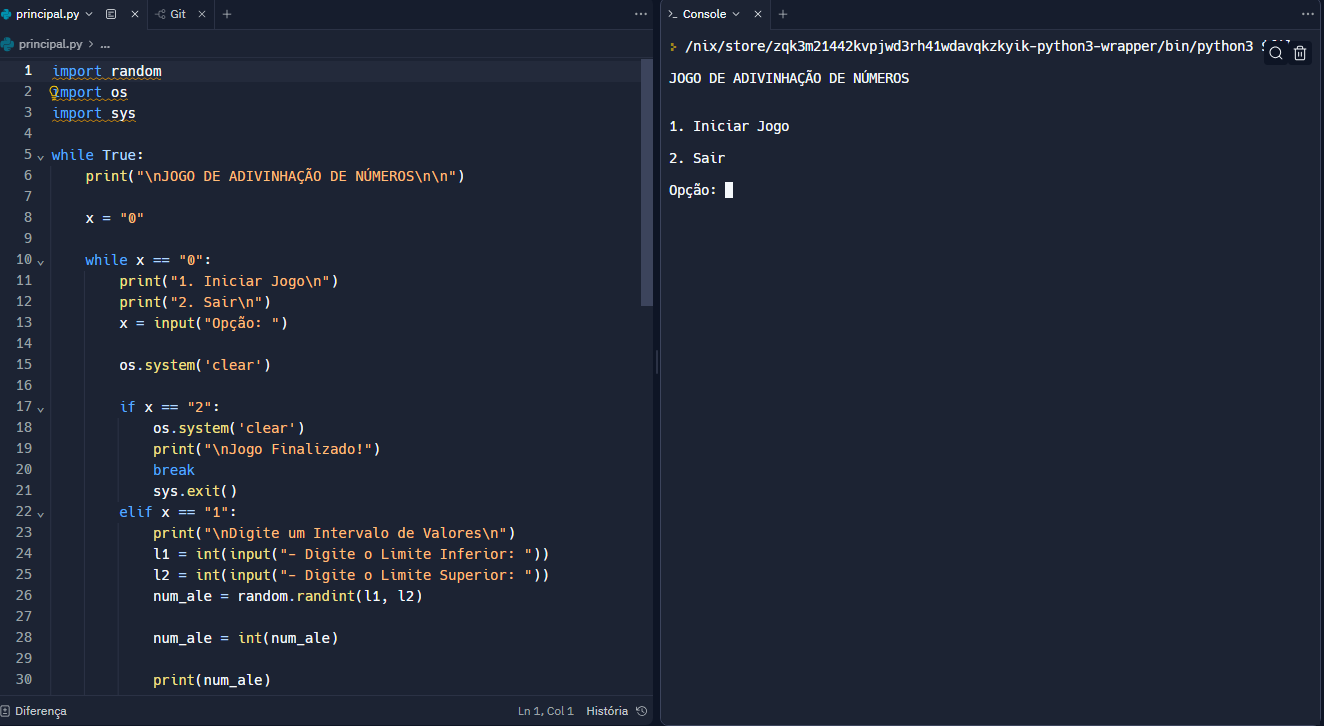 principal.py
Git
principal.py > ...
1 import random
2 import os
3 import sys
4
5 while True:
6 print("\nJOGO DE ADIVINHAÇÃO DE NÚMEROS\n\n")
7
8 x = "0"
9
10 while x == "0":
11 print("1. Iniciar Jogo\n")
12 print("2. Sair\n")
13 x = input("Opção: ")
14
15 os.system('clear')
16
17 if x == "2":
18 os.system('clear')
19 print("\nJogo Finalizado!")
20 break
21 sys.exit()
22 elif x == "1":
23 print("\nDigite um Intervalo de Valores\n")
24 l1 = int(input("- Digite o Limite Inferior: "))
25 l2 = int(input("- Digite o Limite Superior: "))
26 num_ale = random.randint(l1, l2)
27
28 num_ale = int(num_ale)
29
30 print(num_ale)
Diferença
Ln 1, Col 1
História
Console
/nix/store/zqk3m21442kvpjwd3rh41wdavqkzkyik-python3-wrapper/bin/python3
JOGO DE ADIVINHAÇÃO DE NÚMEROS
1. Iniciar Jogo
2. Sair
Opção: